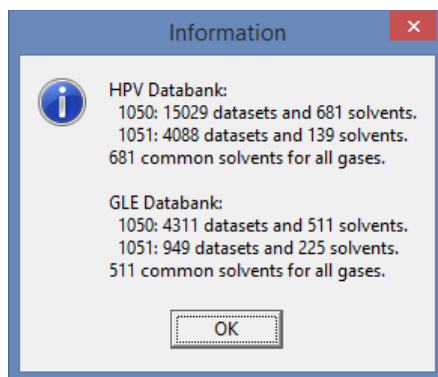 Information
HPV Databank:
1050: 15029 datasets and 681 solvents.
1051: 4088 datasets and 139 solvents.
681 common solvents for all gases.
GLE Databank:
1050: 4311 datasets and 511 solvents.
1051: 949 datasets and 225 solvents.
511 common solvents for all gases.
OK